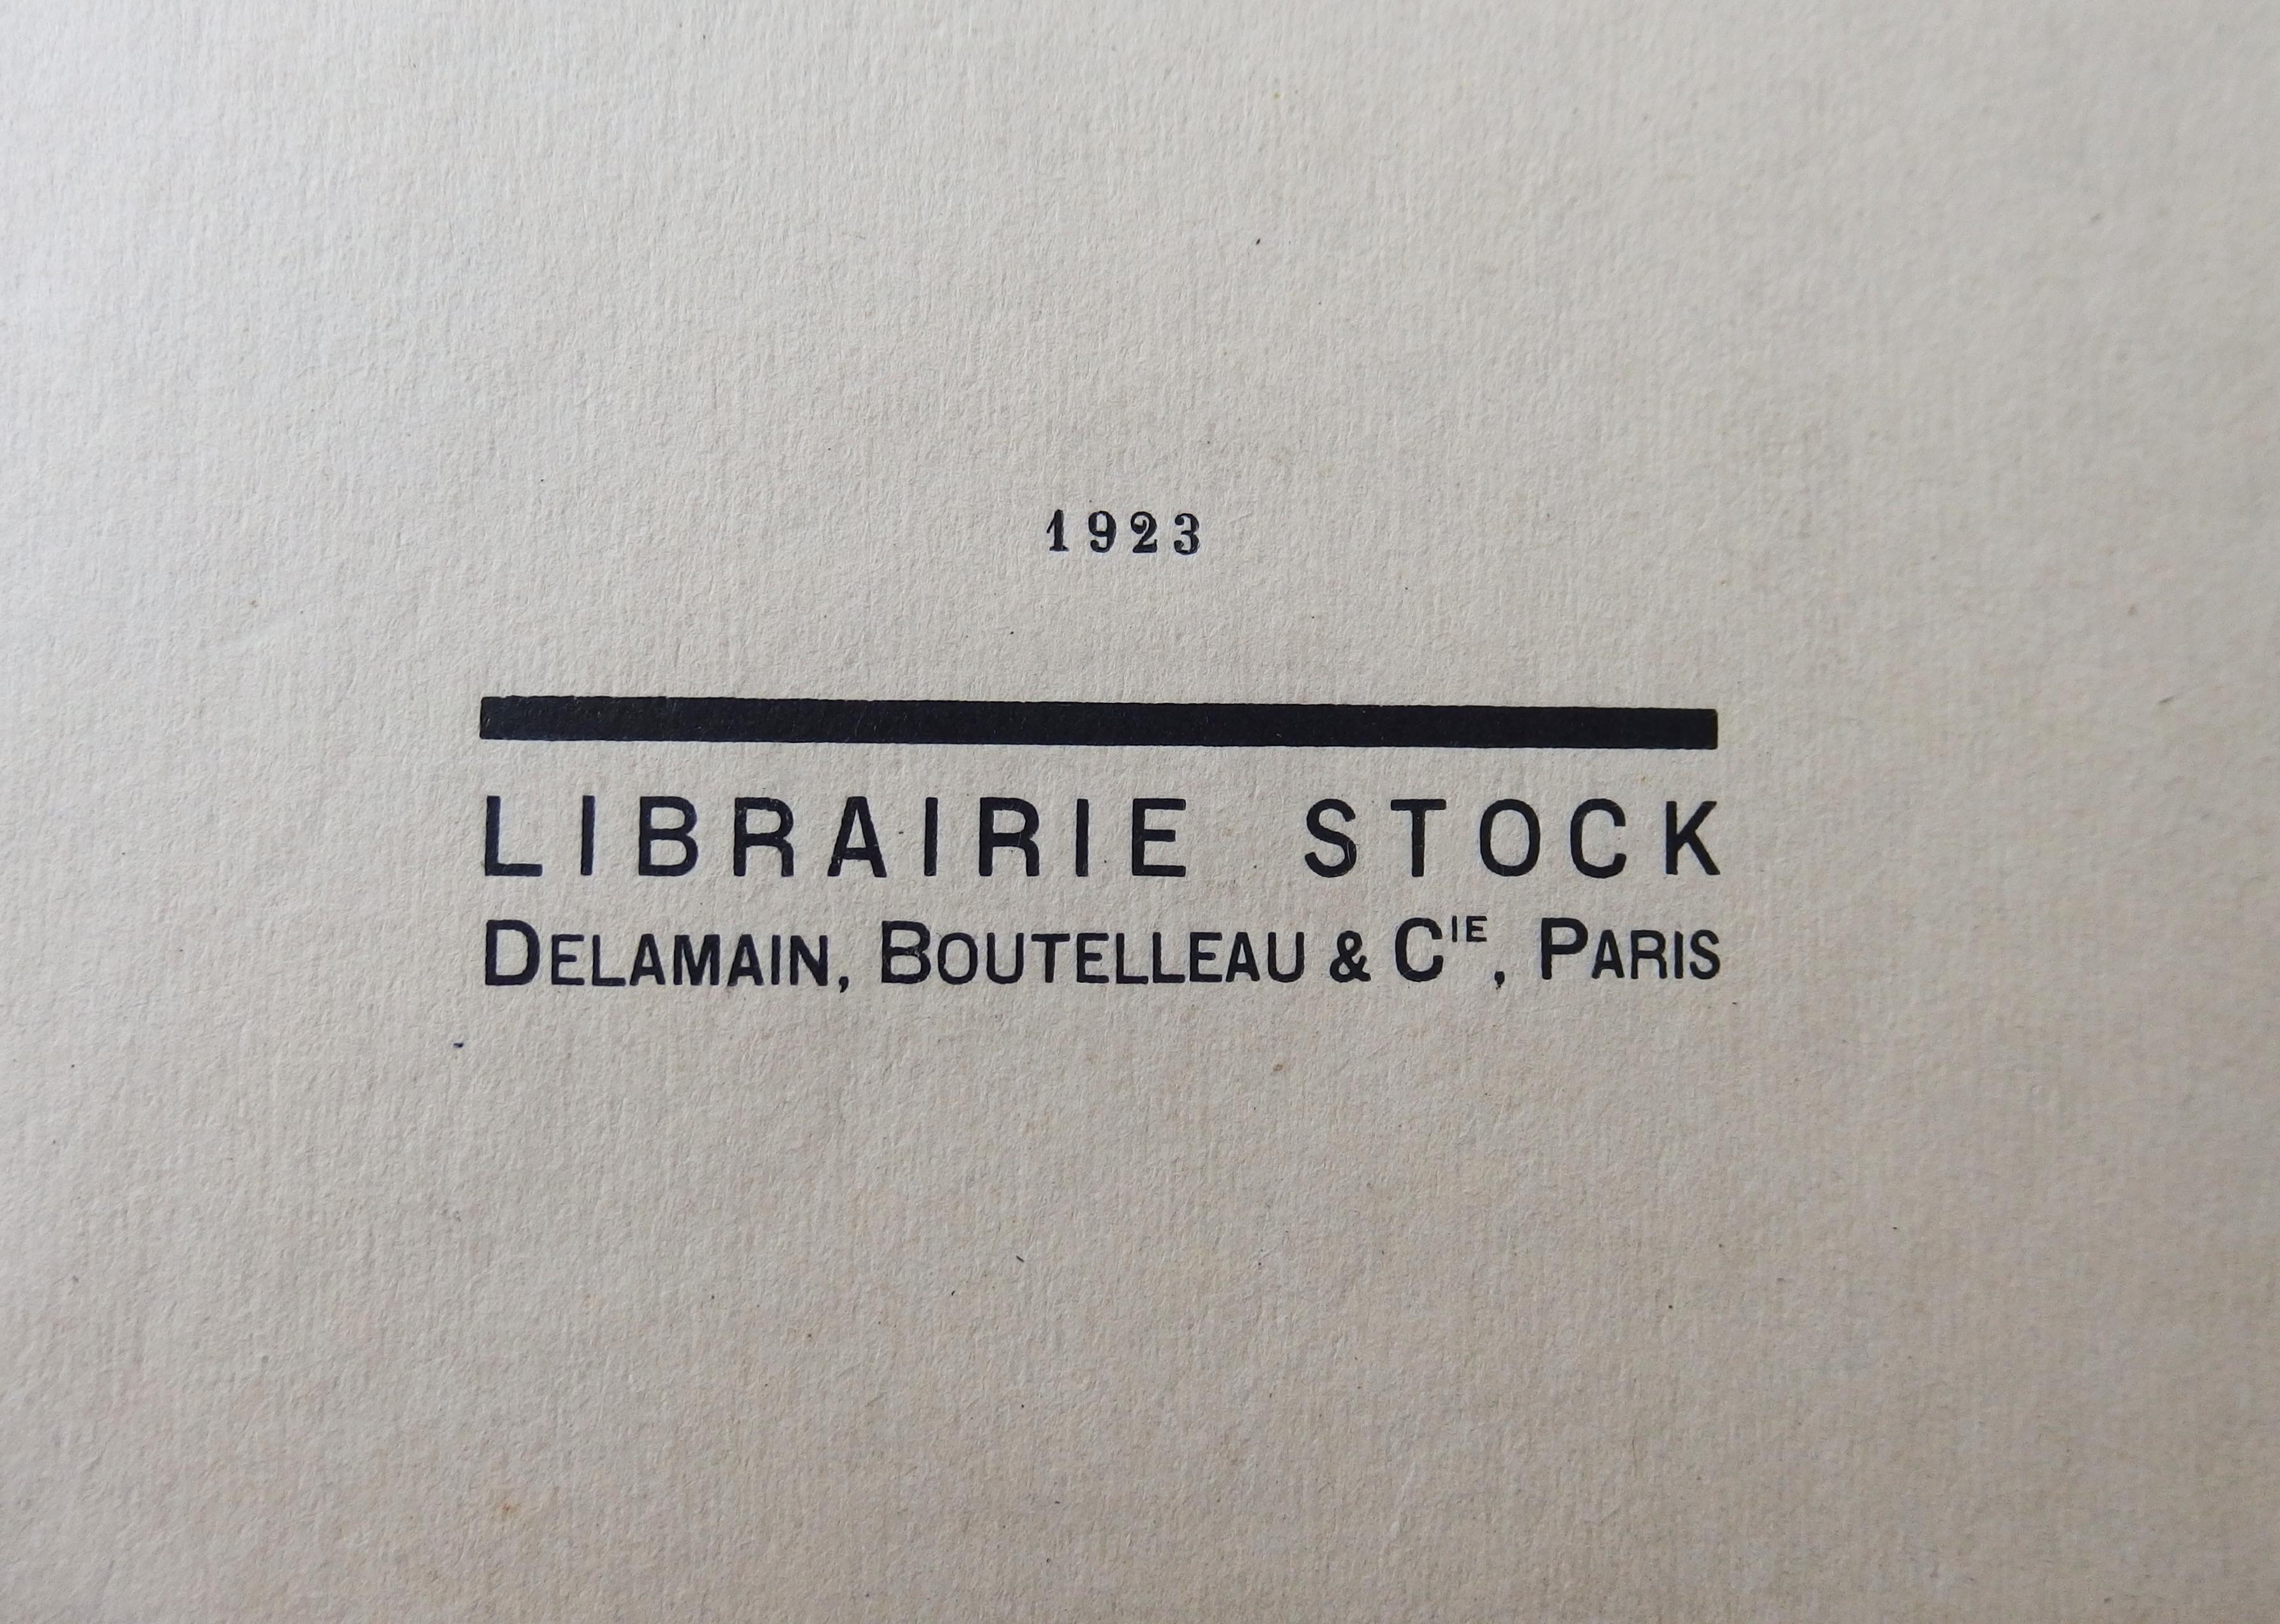 1923
LIBRAIRIE STOCK
DELAMAIN, BOUTELLEAU & CIE, PARIS